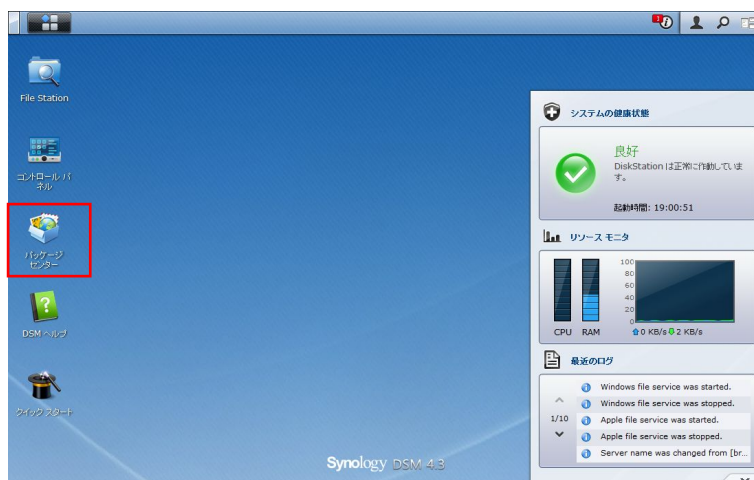 File Station
コントロール パ
ネル
パッケージ
センター
DSM ヘルプ
クイック スタート
システムの健康状態
良好
DiskStation は正常に作動していま
す。
起動時間: 19:00:51
リソース モニタ
100
80
60
40
20
0
CPU RAM 0 KB/s 2 KB/s
最近のログ
Windows file service was started.
Windows file service was stopped.
1/10
Apple file service was started.
Apple file service was stopped.
Server name was changed from [br...
Synology DSM 4.3